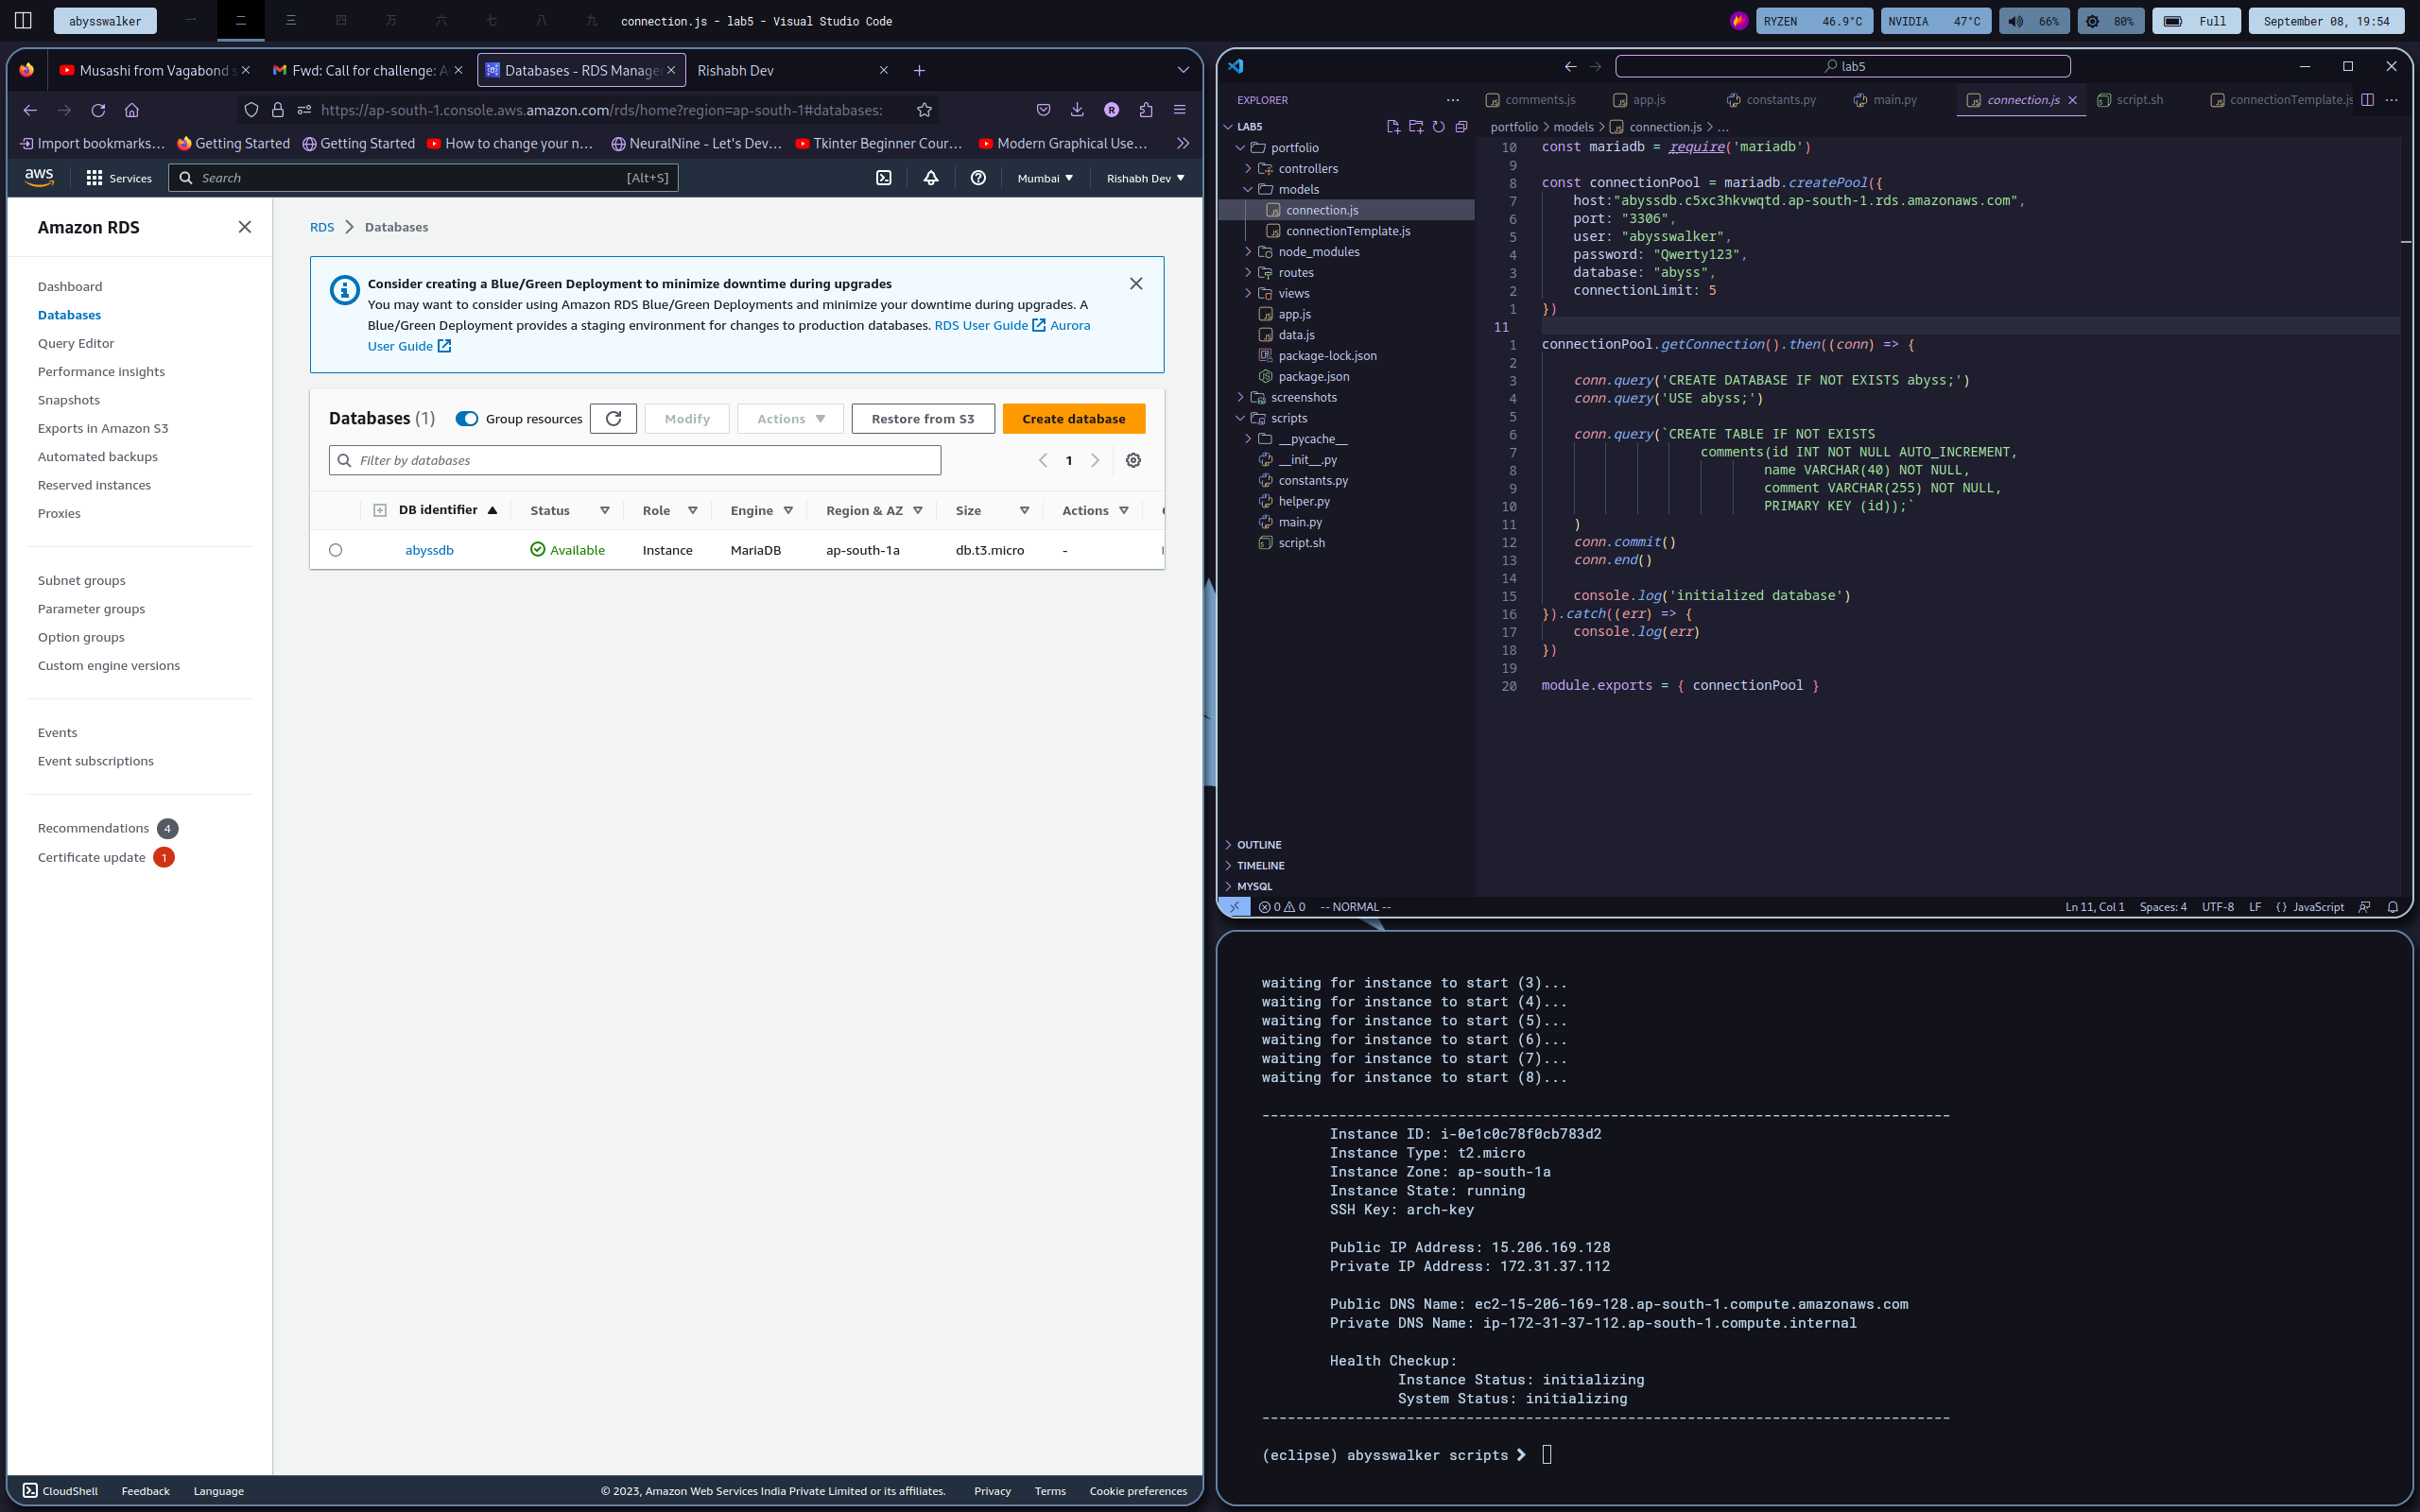 abysswalker 一 二 三 四 万 六 七 八 九 connection.js - lab5 - Visual Studio Code RYZEN 46.9°C NVIDIA 47°C 66% 80% Full September 08, 19:54
Musashi from Vagabond s Fwd: Call for challenge: A Databases - RDS Manage Rishabh Dev
https://ap-south-1.console.aws.amazon.com/rds/home?region=ap-south-1#databases:
Import bookmarks... Getting Started Getting Started How to change your n... NeuralNine - Let's Dev... Tkinter Beginner Cour... Modern Graphical Use...
aws Services Search [Alt+S] Mumbai Rishabh Dev
Amazon RDS
Dashboard
Databases
Query Editor
Performance insights
Snapshots
Exports in Amazon S3
Automated backups
Reserved instances
Proxies
Subnet groups
Parameter groups
Option groups
Custom engine versions
Events
Event subscriptions
Recommendations 4
Certificate update 1
RDS Databases
Consider creating a Blue/Green Deployment to minimize downtime during upgrades
You may want to consider using Amazon RDS Blue/Green Deployments and minimize your downtime during upgrades. A
Blue/Green Deployment provides a staging environment for changes to production databases. RDS User Guide Aurora
User Guide
Databases (1) Group resources Modify Actions Restore from S3 Create database
Filter by databases 1
DB identifier Status Role Engine Region & AZ Size Actions
abyssdb Available Instance MariaDB ap-south-1a db.t3.micro -
CloudShell Feedback Language © 2023, Amazon Web Services India Private Limited or its affiliates. Privacy Terms Cookie preferences
lab5
EXPLORER ...
LAB5
portfolio
controllers
models
connection.js
connectionTemplate.js
node_modules
routes
views
app.js
data.js
package-lock.json
package.json
screenshots
scripts
__pycache__
__init__.py
constants.py
helper.py
main.py
script.sh
OUTLINE
TIMELINE
MYSQL
comments.js app.js constants.py main.py connection.js script.sh connectionTemplate.js ...
portfolio > models > connection.js > ...
10 const mariadb = require('mariadb')
9
8 const connectionPool = mariadb.createPool({
7 host:"abyssdb.c5xc3hkvwqtd.ap-south-1.rds.amazonaws.com",
6 port: "3306",
5 user: "abysswalker",
4 password: "Qwerty123",
3 database: "abyss",
2 connectionLimit: 5
1 })
11
1 connectionPool.getConnection().then((conn) => {
2
3 conn.query('CREATE DATABASE IF NOT EXISTS abyss;')
4 conn.query('USE abyss;')
5
6 conn.query(`CREATE TABLE IF NOT EXISTS
7 comments(id INT NOT NULL AUTO_INCREMENT,
8 name VARCHAR(40) NOT NULL,
9 comment VARCHAR(255) NOT NULL,
10 PRIMARY KEY (id));`
11 )
12 conn.commit()
13 conn.end()
14
15 console.log('initialized database')
16 }).catch((err) => {
17 console.log(err)
18 })
19
20 module.exports = { connectionPool }
0 0 -- NORMAL -- Ln 11, Col 1 Spaces: 4 UTF-8 LF {} JavaScript
waiting for instance to start (3)...
waiting for instance to start (4)...
waiting for instance to start (5)...
waiting for instance to start (6)...
waiting for instance to start (7)...
waiting for instance to start (8)...
---------------------------------------------------------------------------------
Instance ID: i-0e1c0c78f0cb783d2
Instance Type: t2.micro
Instance Zone: ap-south-1a
Instance State: running
SSH Key: arch-key
Public IP Address: 15.206.169.128
Private IP Address: 172.31.37.112
Public DNS Name: ec2-15-206-169-128.ap-south-1.compute.amazonaws.com
Private DNS Name: ip-172-31-37-112.ap-south-1.compute.internal
Health Checkup:
Instance Status: initializing
System Status: initializing
---------------------------------------------------------------------------------
(eclipse) abysswalker scripts ❯